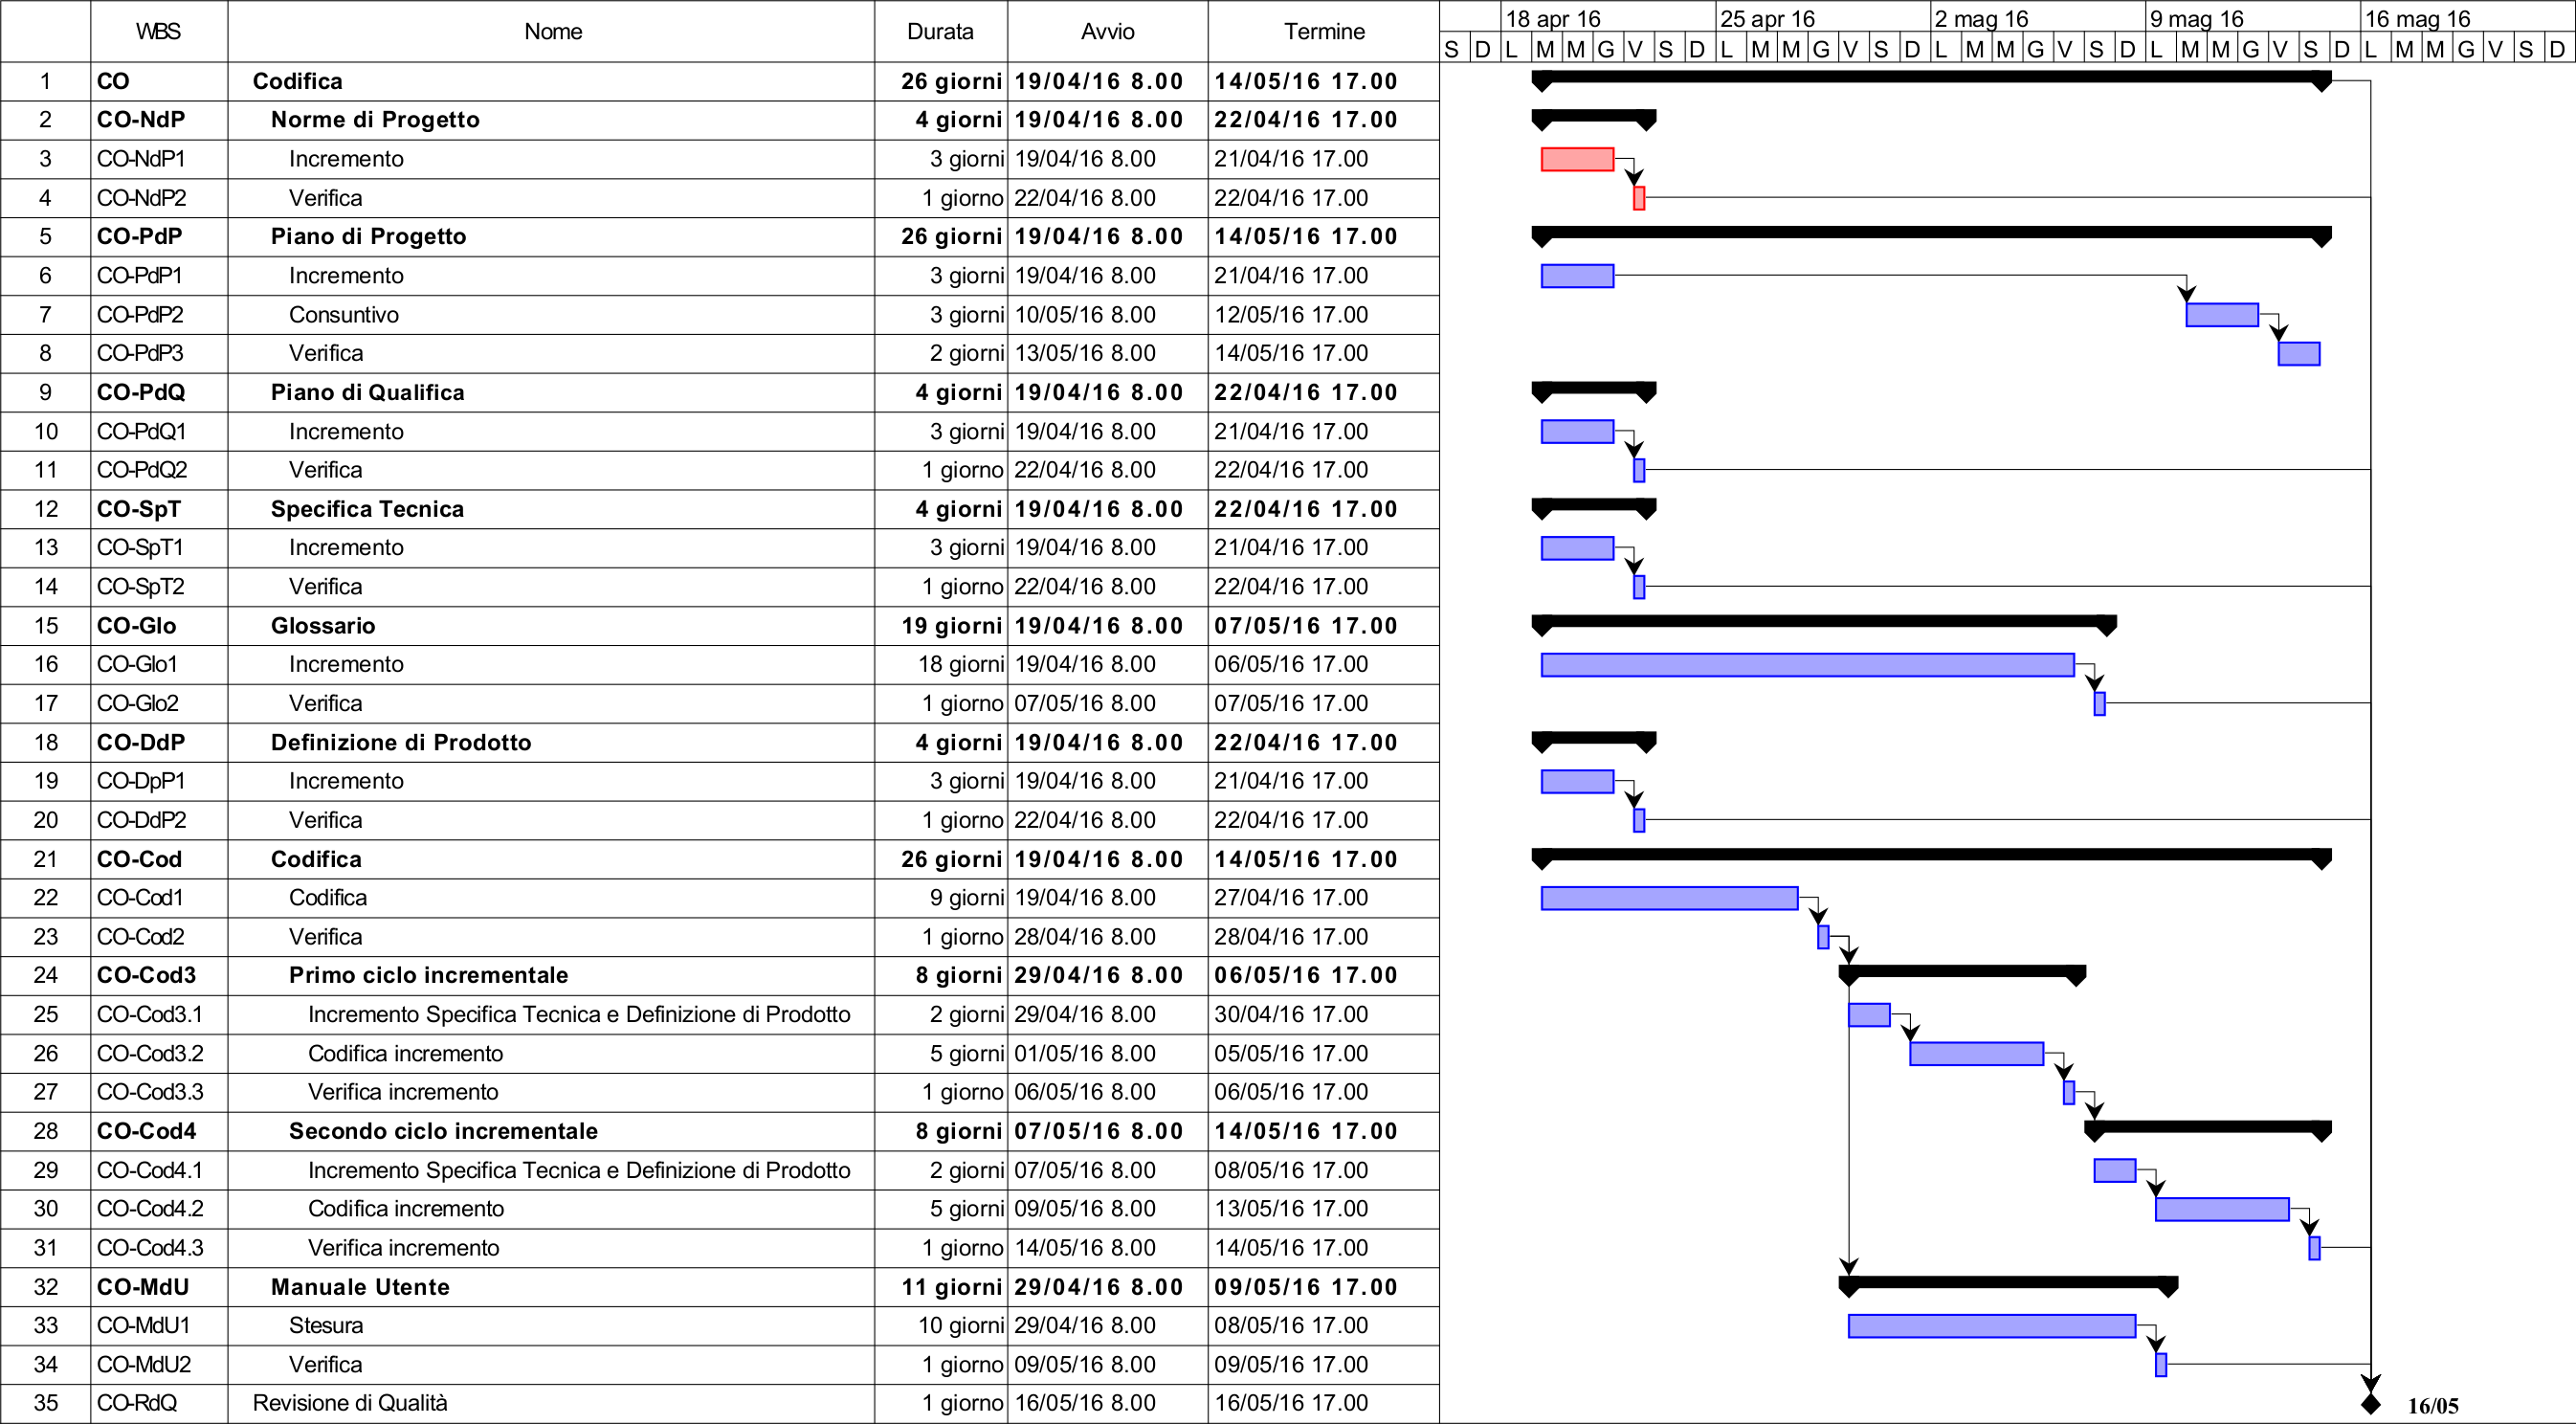 WBS Nome Durata Avvio Termine 18 apr 16 25 apr 16 2 mag 16 9 mag 16 16 mag 16
S D L M M G V S D L M M G V S D L M M G V S D L M M G V S D L M M G V S D
1 CO Codifica 26 giorni 19/04/16 8.00 14/05/16 17.00
2 CO-NdP Norme di Progetto 4 giorni 19/04/16 8.00 22/04/16 17.00
3 CO-NdP1 Incremento 3 giorni 19/04/16 8.00 21/04/16 17.00
4 CO-NdP2 Verifica 1 giorno 22/04/16 8.00 22/04/16 17.00
5 CO-PdP Piano di Progetto 26 giorni 19/04/16 8.00 14/05/16 17.00
6 CO-PdP1 Incremento 3 giorni 19/04/16 8.00 21/04/16 17.00
7 CO-PdP2 Consuntivo 3 giorni 10/05/16 8.00 12/05/16 17.00
8 CO-PdP3 Verifica 2 giorni 13/05/16 8.00 14/05/16 17.00
9 CO-PdQ Piano di Qualifica 4 giorni 19/04/16 8.00 22/04/16 17.00
10 CO-PdQ1 Incremento 3 giorni 19/04/16 8.00 21/04/16 17.00
11 CO-PdQ2 Verifica 1 giorno 22/04/16 8.00 22/04/16 17.00
12 CO-SpT Specifica Tecnica 4 giorni 19/04/16 8.00 22/04/16 17.00
13 CO-SpT1 Incremento 3 giorni 19/04/16 8.00 21/04/16 17.00
14 CO-SpT2 Verifica 1 giorno 22/04/16 8.00 22/04/16 17.00
15 CO-Glo Glossario 19 giorni 19/04/16 8.00 07/05/16 17.00
16 CO-Glo1 Incremento 18 giorni 19/04/16 8.00 06/05/16 17.00
17 CO-Glo2 Verifica 1 giorno 07/05/16 8.00 07/05/16 17.00
18 CO-DdP Definizione di Prodotto 4 giorni 19/04/16 8.00 22/04/16 17.00
19 CO-DpP1 Incremento 3 giorni 19/04/16 8.00 21/04/16 17.00
20 CO-DdP2 Verifica 1 giorno 22/04/16 8.00 22/04/16 17.00
21 CO-Cod Codifica 26 giorni 19/04/16 8.00 14/05/16 17.00
22 CO-Cod1 Codifica 9 giorni 19/04/16 8.00 27/04/16 17.00
23 CO-Cod2 Verifica 1 giorno 28/04/16 8.00 28/04/16 17.00
24 CO-Cod3 Primo ciclo incrementale 8 giorni 29/04/16 8.00 06/05/16 17.00
25 CO-Cod3.1 Incremento Specifica Tecnica e Definizione di Prodotto 2 giorni 29/04/16 8.00 30/04/16 17.00
26 CO-Cod3.2 Codifica incremento 5 giorni 01/05/16 8.00 05/05/16 17.00
27 CO-Cod3.3 Verifica incremento 1 giorno 06/05/16 8.00 06/05/16 17.00
28 CO-Cod4 Secondo ciclo incrementale 8 giorni 07/05/16 8.00 14/05/16 17.00
29 CO-Cod4.1 Incremento Specifica Tecnica e Definizione di Prodotto 2 giorni 07/05/16 8.00 08/05/16 17.00
30 CO-Cod4.2 Codifica incremento 5 giorni 09/05/16 8.00 13/05/16 17.00
31 CO-Cod4.3 Verifica incremento 1 giorno 14/05/16 8.00 14/05/16 17.00
32 CO-MdU Manuale Utente 11 giorni 29/04/16 8.00 09/05/16 17.00
33 CO-MdU1 Stesura 10 giorni 29/04/16 8.00 08/05/16 17.00
34 CO-MdU2 Verifica 1 giorno 09/05/16 8.00 09/05/16 17.00
35 CO-RdQ Revisione di Qualità 1 giorno 16/05/16 8.00 16/05/16 17.00 16/05